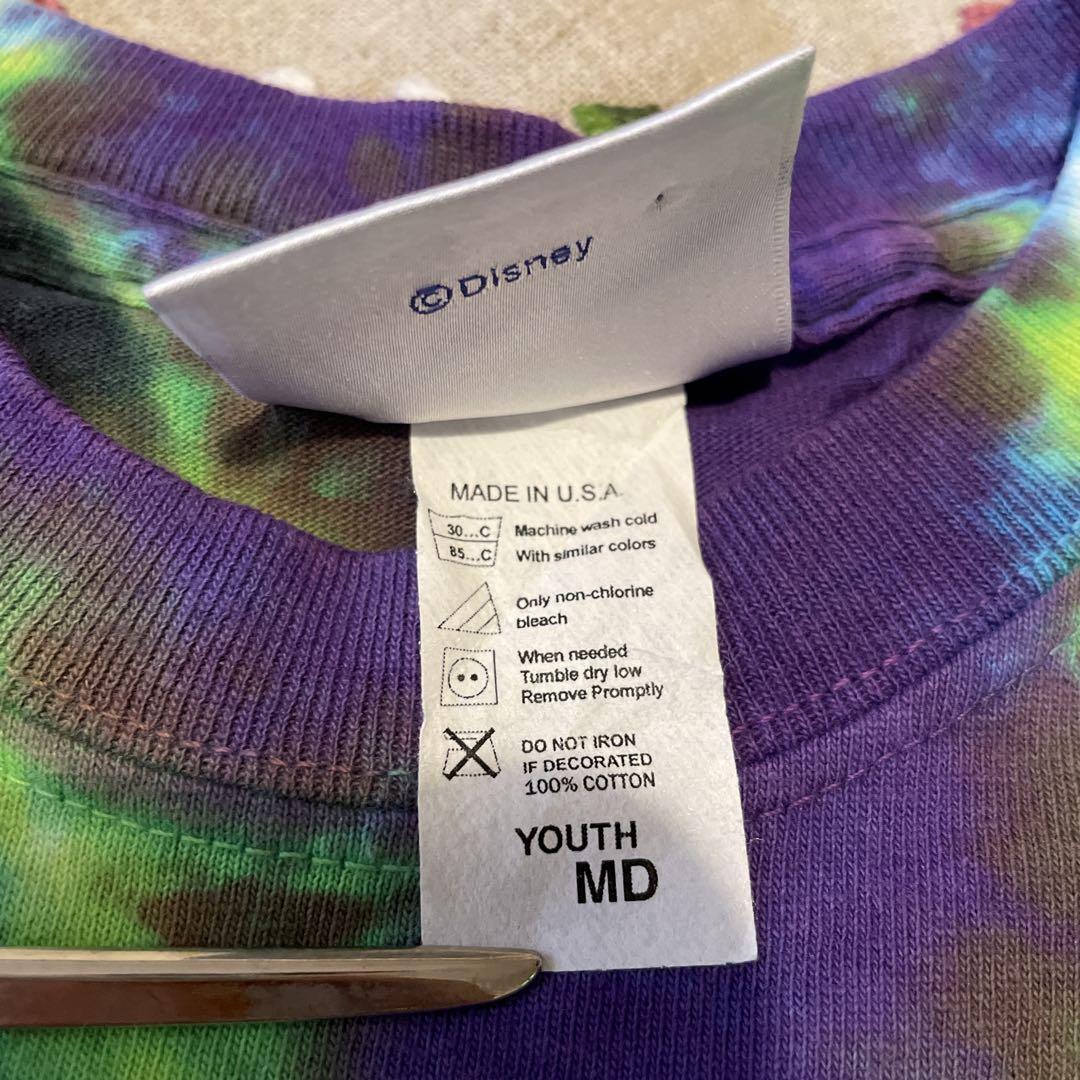 ©Disney
MADE IN U.S.A.
30...C Machine wash cold
85...C With similar colors
Only non-chlorine
bleach
When needed
Tumble dry low
Remove Promptly
DO NOT IRON
IF DECORATED
100% COTTON
YOUTH
MD